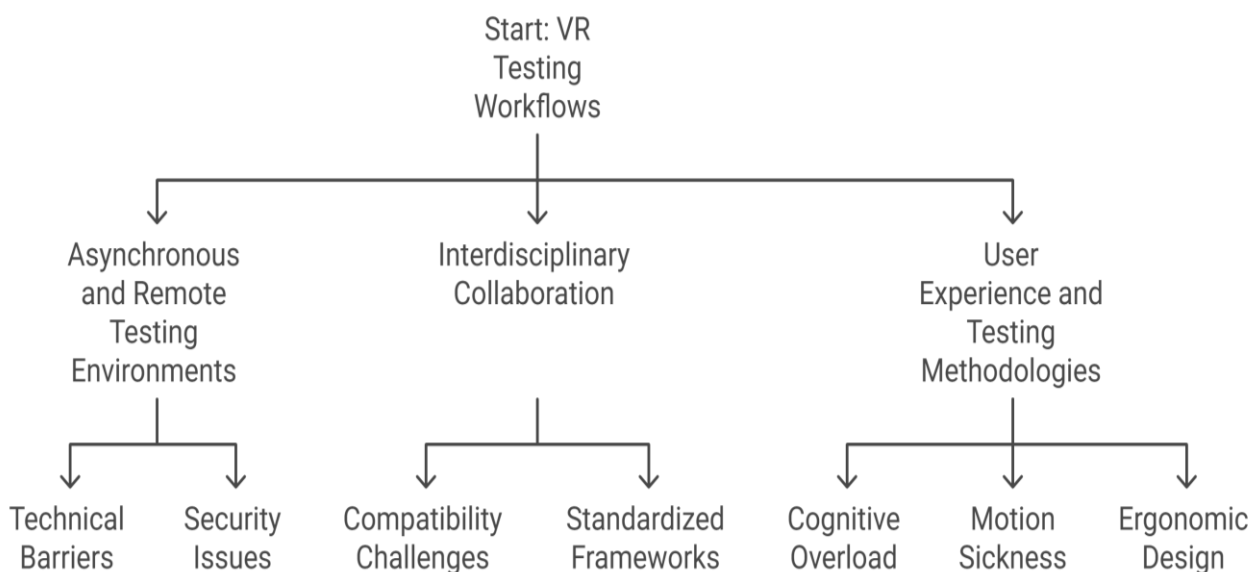 Start: VR
Testing
Workflows
Asynchronous
and Remote
Testing
Environments
Interdisciplinary
Collaboration
User
Experience and
Testing
Methodologies
Technical
Barriers
Security
Issues
Compatibility
Challenges
Standardized
Frameworks
Cognitive
Overload
Motion
Sickness
Ergonomic
Design